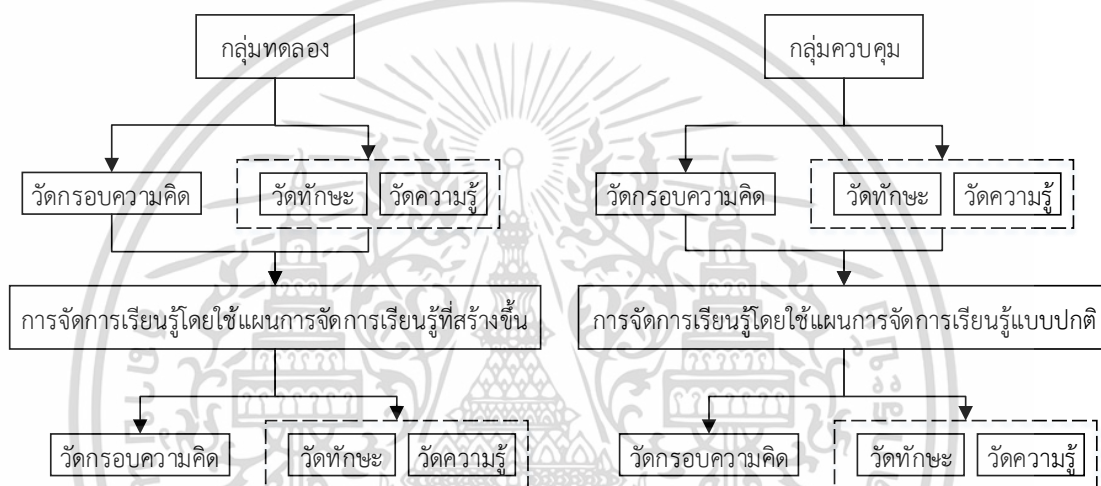 กลุ่มทดลอง
กลุ่มควบคุม
วัดกรอบความคิด
วัดทักษะ
วัดความรู้
วัดกรอบความคิด
วัดทักษะ
วัดความรู้
การจัดการเรียนรู้โดยใช้แผนการจัดการเรียนรู้ที่สร้างขึ้น
การจัดการเรียนรู้โดยใช้แผนการจัดการเรียนรู้แบบปกติ
วัดกรอบความคิด
วัดทักษะ
วัดความรู้
วัดกรอบความคิด
วัดทักษะ
วัดความรู้